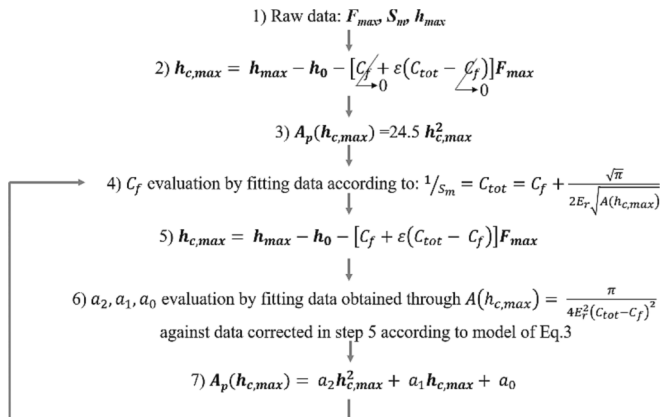 1) Raw data: F_max, S_m, h_max
2) h_c,max = h_max − h_0 − [C_f + ε(C_tot − C_f)]F_max
→0 →0
3) A_p(h_c,max) =24.5 h²_c,max
4) C_f evaluation by fitting data according to: 1/S_m = C_tot = C_f + √π / (2E_r√A(h_c,max))
5) h_c,max = h_max − h_0 − [C_f + ε(C_tot − C_f)]F_max
6) a_2, a_1, a_0 evaluation by fitting data obtained through A(h_c,max) = π / (4E_r²(C_tot−C_f)²)
against data corrected in step 5 according to model of Eq.3
7) A_p(h_c,max) = a_2h²_c,max + a_1h_c,max + a_0